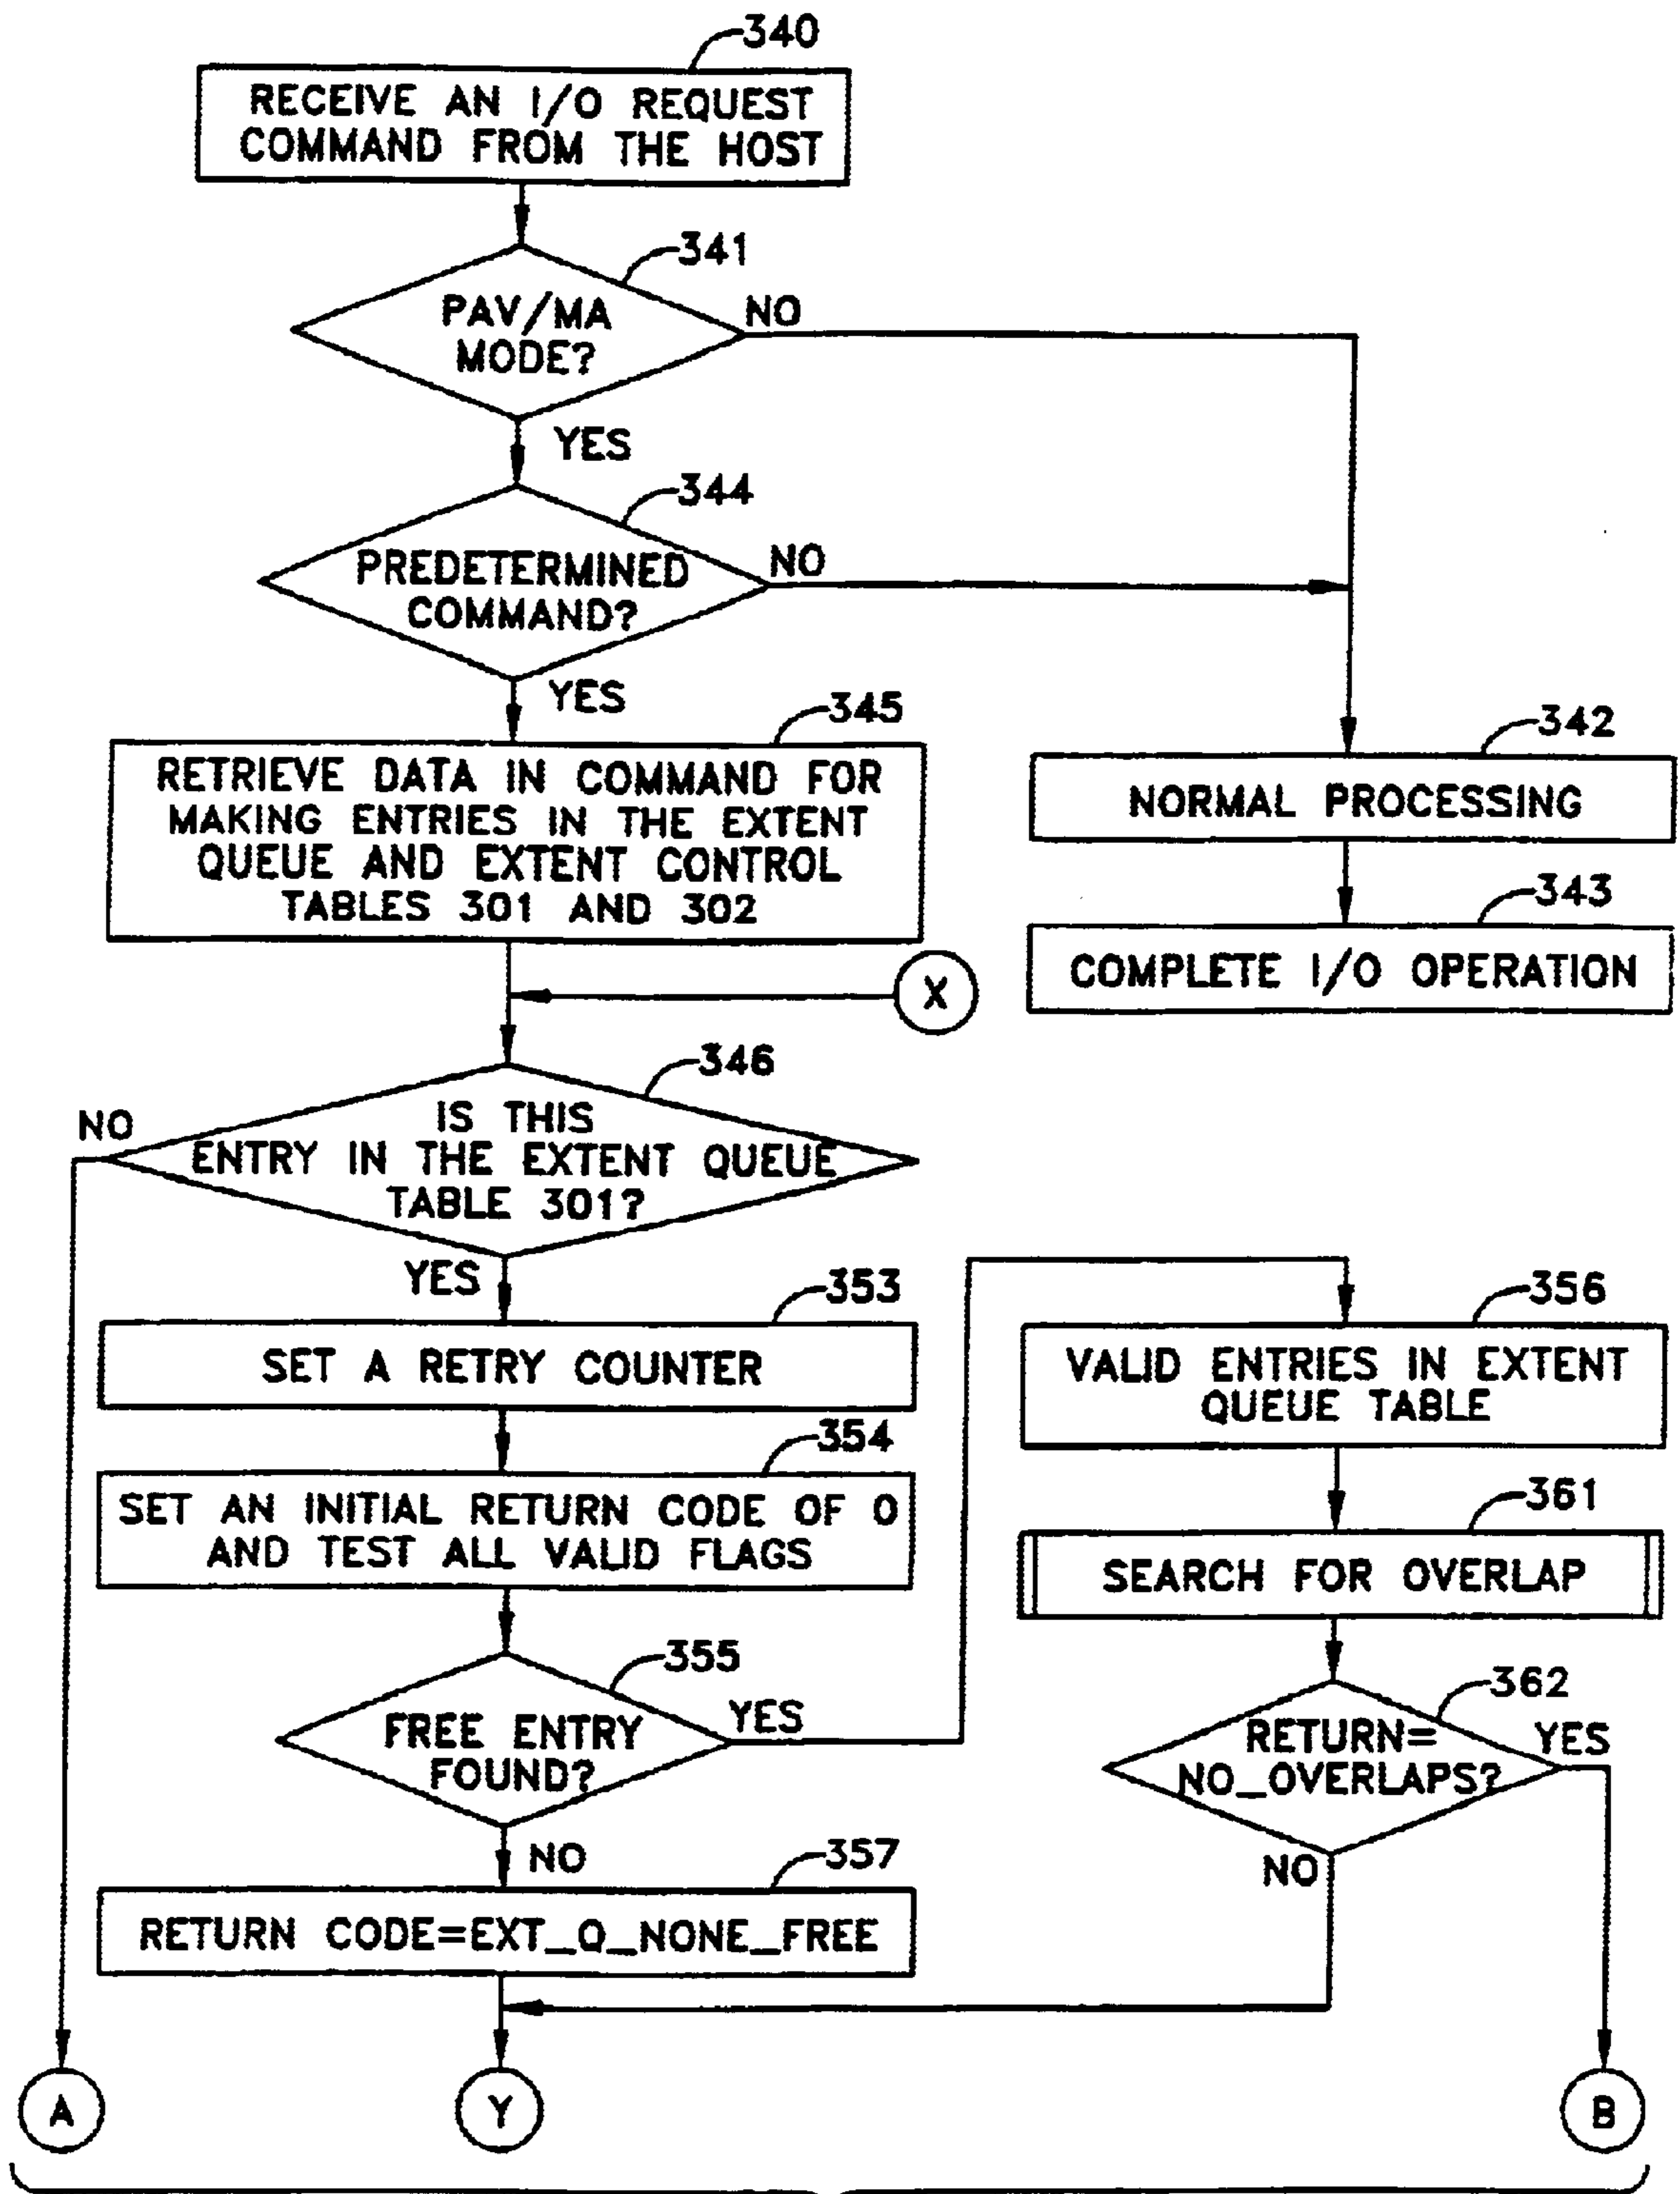 340
RECEIVE AN I/O REQUEST
COMMAND FROM THE HOST
341
PAV/MA
MODE?
NO
YES
344
PREDETERMINED
COMMAND?
NO
YES
345
RETRIEVE DATA IN COMMAND FOR
MAKING ENTRIES IN THE EXTENT
QUEUE AND EXTENT CONTROL
TABLES 301 AND 302
342
NORMAL PROCESSING
343
COMPLETE I/O OPERATION
X
346
IS THIS
ENTRY IN THE EXTENT QUEUE
TABLE 301?
NO
YES
353
SET A RETRY COUNTER
354
SET AN INITIAL RETURN CODE OF 0
AND TEST ALL VALID FLAGS
355
FREE ENTRY
FOUND?
YES
NO
357
RETURN CODE=EXT_Q_NONE_FREE
356
VALID ENTRIES IN EXTENT
QUEUE TABLE
361
SEARCH FOR OVERLAP
362
RETURN=
NO_OVERLAPS?
YES
NO
A
Y
B